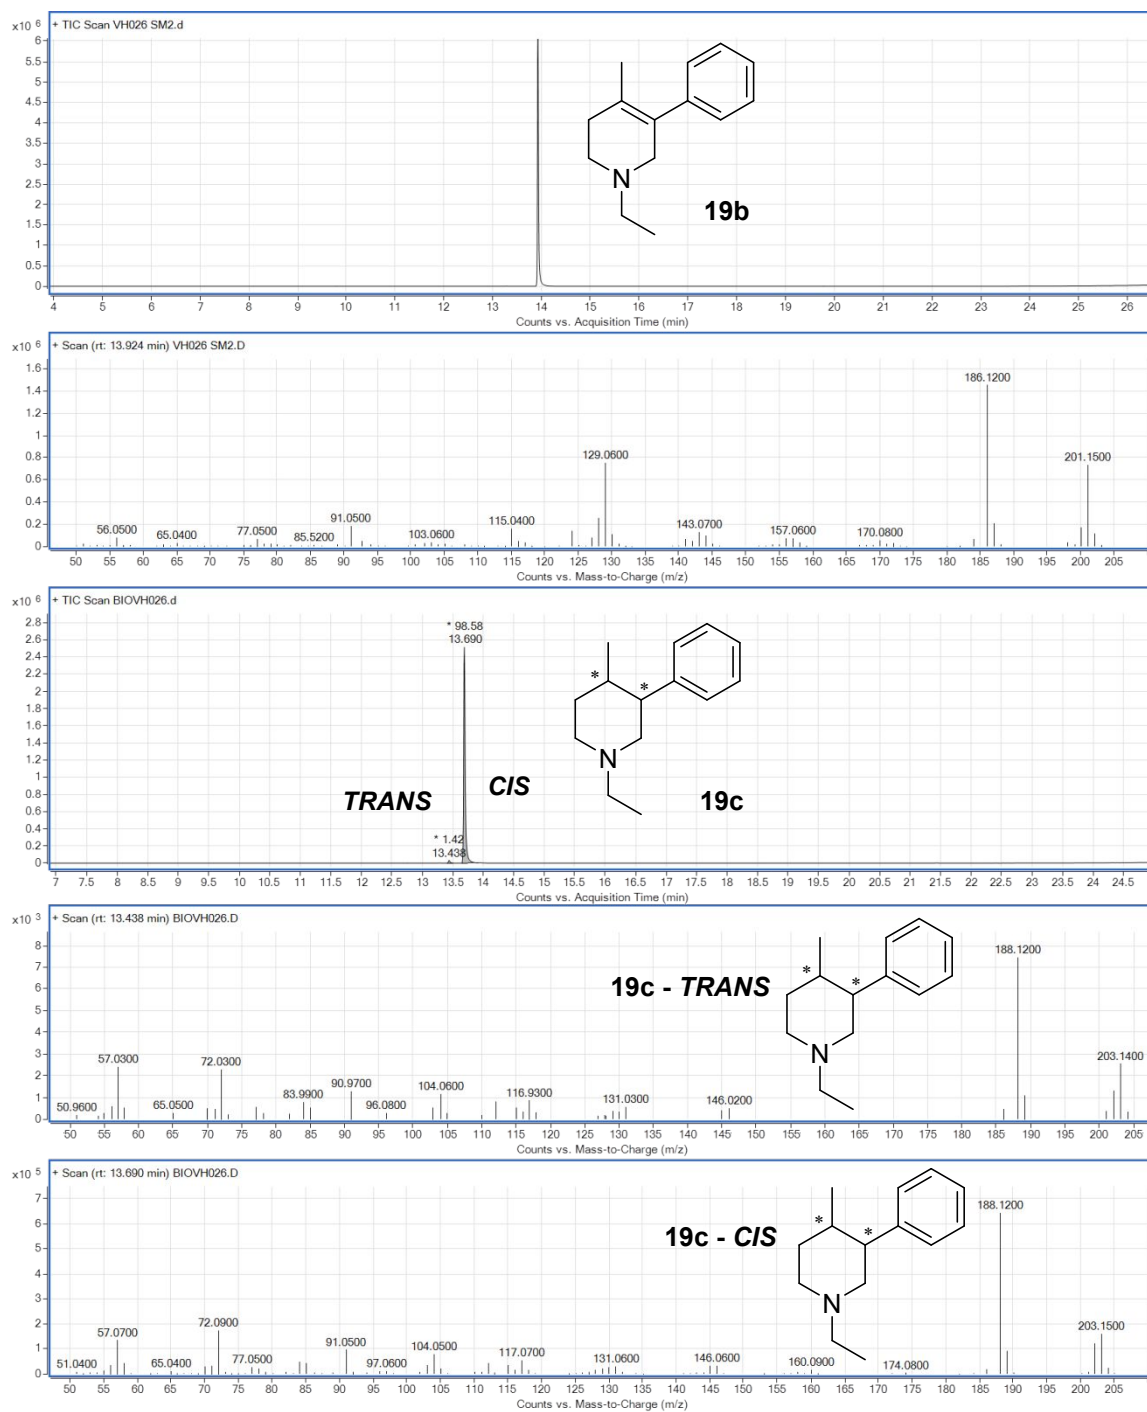 x10 6
+ TIC Scan VH026 SM2.d
6
5.5
5
4.5
4
3.5
3
2.5
2
1.5
1
0.5
0
N
19b
4 5 6 7 8 9 10 11 12 13 14 15 16 17 18 19 20 21 22 23 24 25 26
Counts vs. Acquisition Time (min)
x10 6
+ Scan (rt: 13.924 min) VH026 SM2.D
1.6
1.4
1.2
1
0.8
0.6
0.4
0.2
0
56.0500 65.0400 77.0500 85.5200 91.0500 103.0600 115.0400 129.0600 143.0700 157.0600 170.0800 186.1200 201.1500
50 55 60 65 70 75 80 85 90 95 100 105 110 115 120 125 130 135 140 145 150 155 160 165 170 175 180 185 190 195 200 205
Counts vs. Mass-to-Charge (m/z)
x10 6
+ TIC Scan BIOVH026.d
2.8
2.6
2.4
2.2
2
1.8
1.6
1.4
1.2
1
0.8
0.6
0.4
0.2
0
* 98.58
13.690
* *
N
TRANS CIS 19c
* 1.42
13.438
7 7.5 8 8.5 9 9.5 10 10.5 11 11.5 12 12.5 13 13.5 14 14.5 15 15.5 16 16.5 17 17.5 18 18.5 19 19.5 20 20.5 21 21.5 22 22.5 23 23.5 24 24.5
Counts vs. Acquisition Time (min)
x10 3
+ Scan (rt: 13.438 min) BIOVH026.D
8
7
6
5
4
3
2
1
0
19c - TRANS
* *
N
50.9600 57.0300 65.0500 72.0300 83.9900 90.9700 96.0800 104.0600 116.9300 131.0300 146.0200 188.1200 203.1400
50 55 60 65 70 75 80 85 90 95 100 105 110 115 120 125 130 135 140 145 150 155 160 165 170 175 180 185 190 195 200 205
Counts vs. Mass-to-Charge (m/z)
x10 5
+ Scan (rt: 13.690 min) BIOVH026.D
7
6
5
4
3
2
1
0
19c - CIS
* *
N
51.0400 57.0700 65.0400 72.0900 77.0500 91.0500 97.0600 104.0500 117.0700 131.0600 146.0600 160.0900 174.0800 188.1200 203.1500
50 55 60 65 70 75 80 85 90 95 100 105 110 115 120 125 130 135 140 145 150 155 160 165 170 175 180 185 190 195 200 205
Counts vs. Mass-to-Charge (m/z)